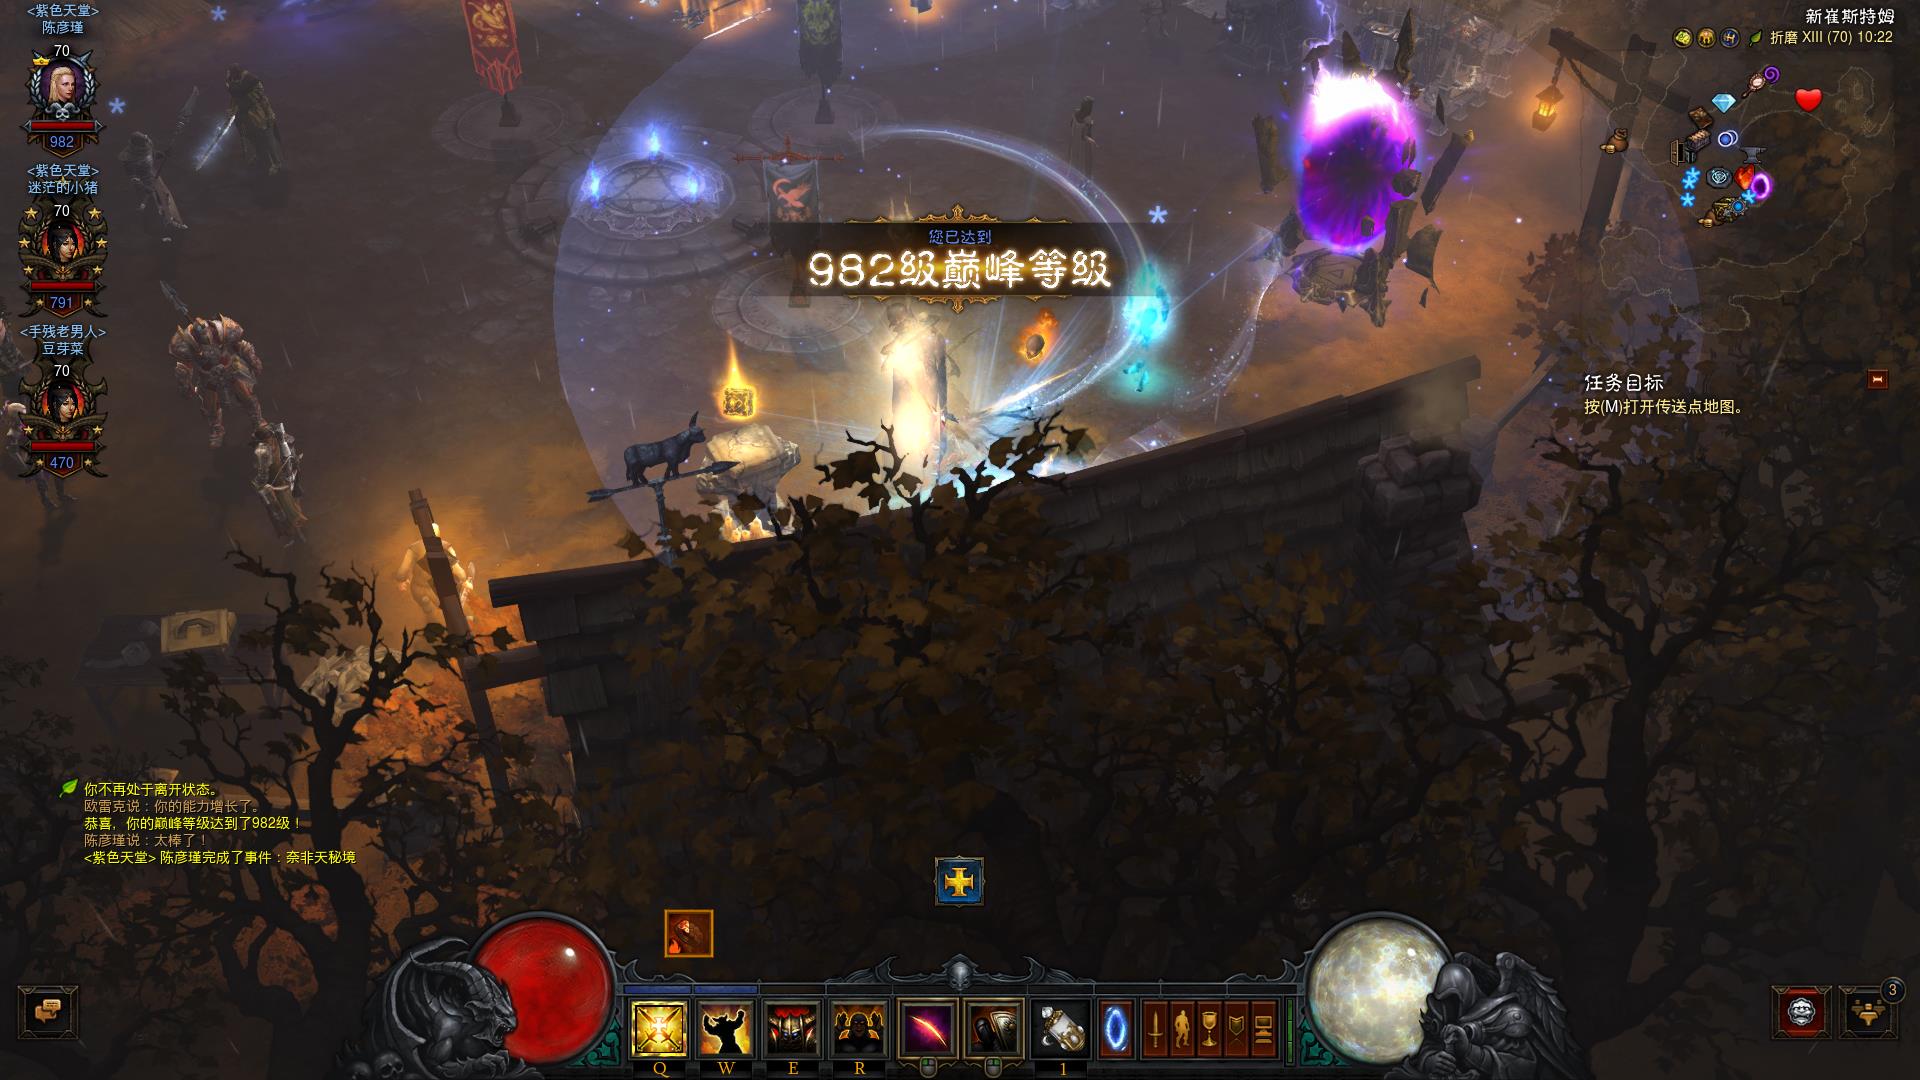 <紫色天堂>
陈彦瑾
70
982
<紫色天堂>
迷茫的小猪
70
791
<手残老男人>
豆芽菜
70
470
新崔斯特姆
折磨 XIII (70) 10:22
您已达到
982级巅峰等级
任务目标
按(M)打开传送点地图。
你不再处于离开状态。
欧雷克说：你的能力增长了。
恭喜，你的巅峰等级达到了982级！
陈彦瑾说：太棒了！
<紫色天堂> 陈彦瑾完成了事件：奈非天秘境
3
Q W E R 1